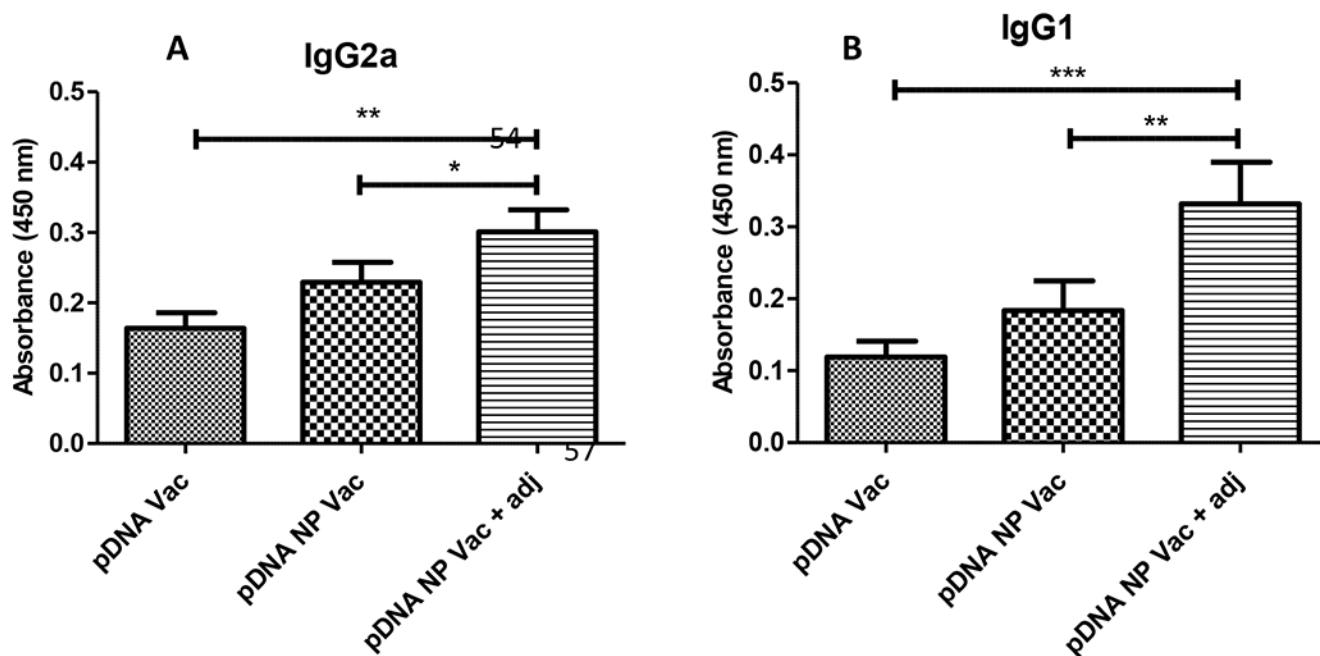 A
IgG2a
Absorbance (450 nm)
0.5
0.4
0.3
0.2
0.1
0.0
**
54
*
57
pDNA Vac
pDNA NP Vac
pDNA NP Vac + adj
B
IgG1
Absorbance (450 nm)
0.5
0.4
0.3
0.2
0.1
0.0
***
**
pDNA Vac
pDNA NP Vac
pDNA NP Vac + adj